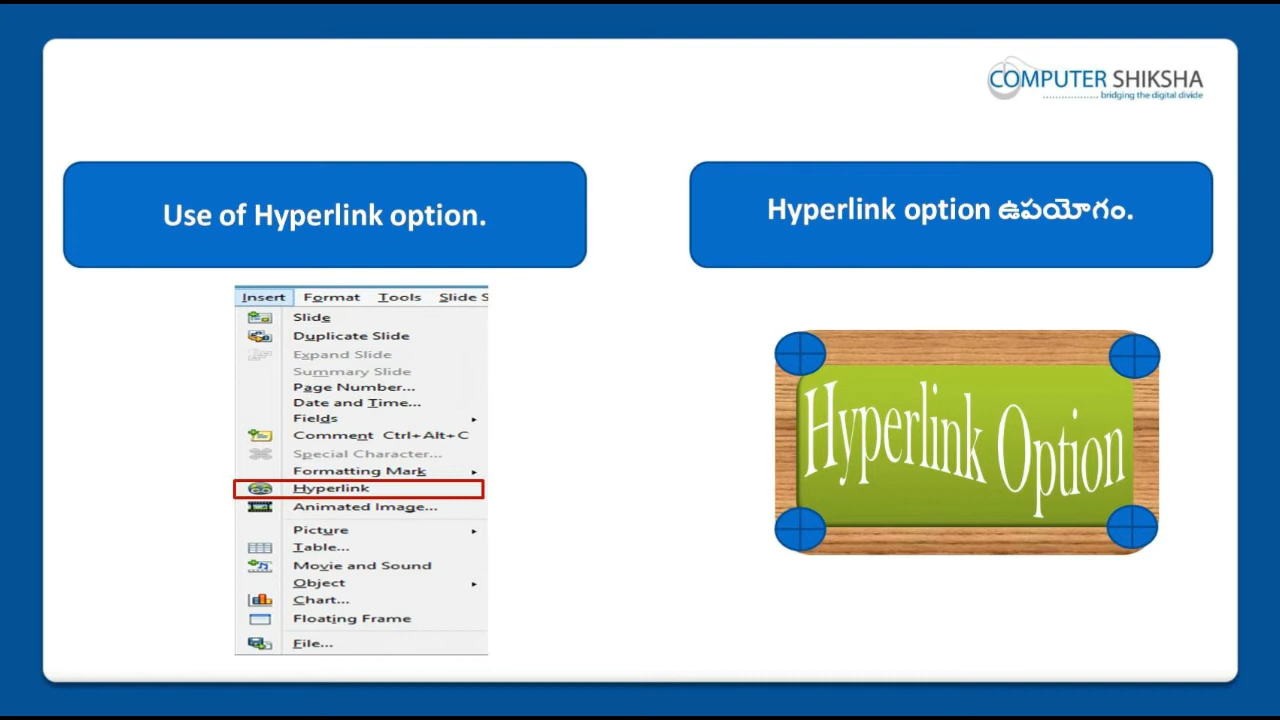 COMPUTER SHIKSHA
bridging the digital divide
Use of Hyperlink option.
Hyperlink option ఉపయోగం.
Insert Format Tools Slide S
Slide
Duplicate Slide
Expand Slide
Summary Slide
Page Number...
Date and Time...
Fields
Comment Ctrl+Alt+C
Special Character...
Formatting Mark
Hyperlink
Animated Image...
Picture
Table...
Movie and Sound
Object
Chart...
Floating Frame
File...
Hyperlink Option